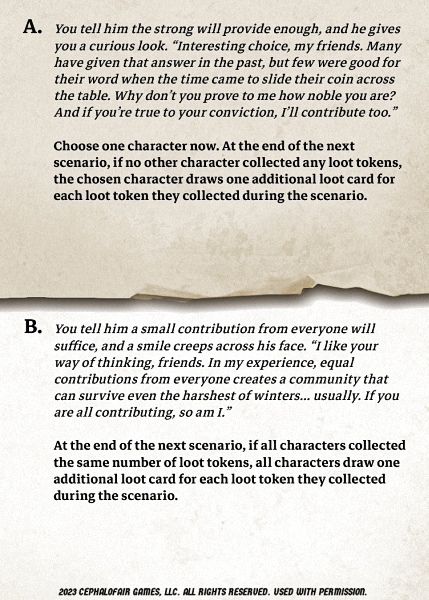 A. You tell him the strong will provide enough, and he gives
you a curious look. “Interesting choice, my friends. Many
have given that answer in the past, but few were good for
their word when the time came to slide their coin across
the table. Why don’t you prove to me how noble you are?
And if you’re true to your conviction, I’ll contribute too.”
Choose one character now. At the end of the next
scenario, if no other character collected any loot tokens,
the chosen character draws one additional loot card for
each loot token they collected during the scenario.
B. You tell him a small contribution from everyone will
suffice, and a smile creeps across his face. “I like your
way of thinking, friends. In my experience, equal
contributions from everyone creates a community that
can survive even the harshest of winters... usually. If you
are all contributing, so am I.”
At the end of the next scenario, if all characters collected
the same number of loot tokens, all characters draw one
additional loot card for each loot token they collected
during the scenario.
2023 CEPHALOFAIR GAMES, LLC. ALL RIGHTS RESERVED. USED WITH PERMISSION.